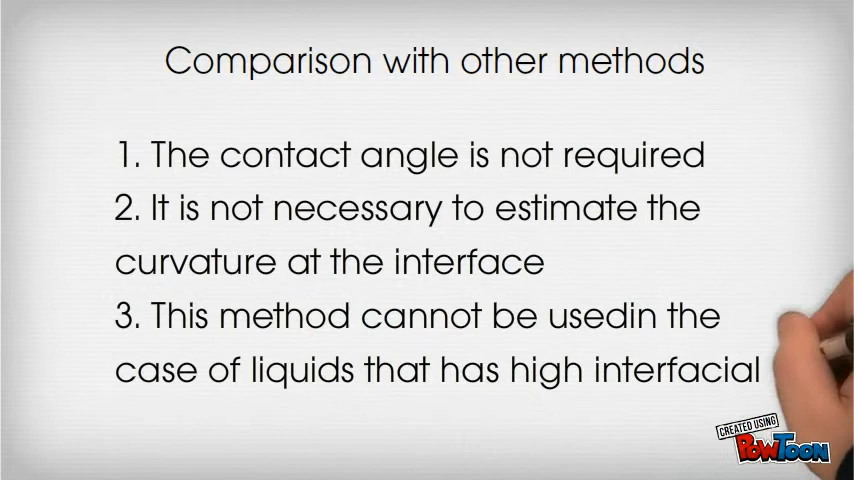 Comparison with other methods
1. The contact angle is not required
2. It is not necessary to estimate the
curvature at the interface
3. This method cannot be usedin the
case of liquids that has high interfacial
CREATED USING
POWTOON